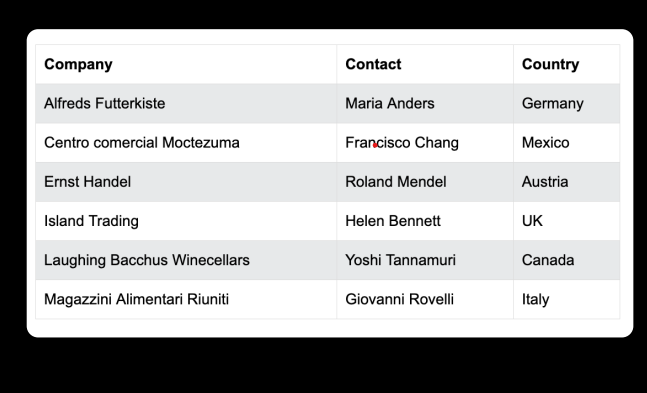 Company Contact Country
Alfreds Futterkiste Maria Anders Germany
Centro comercial Moctezuma Francisco Chang Mexico
Ernst Handel Roland Mendel Austria
Island Trading Helen Bennett UK
Laughing Bacchus Winecellars Yoshi Tannamuri Canada
Magazzini Alimentari Riuniti Giovanni Rovelli Italy